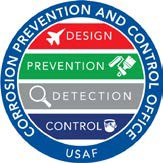 CORROSION PREVENTION AND CONTROL OFFICE
DESIGN
PREVENTION
DETECTION
CONTROL
USAF